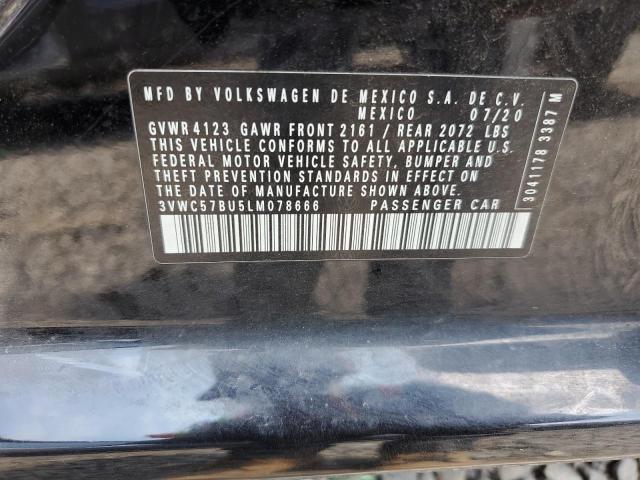 MFD BY VOLKSWAGEN DE MEXICO S.A. DE C.V.
MEXICO 07/20
GVWR 4123 GAWR FRONT 2161 / REAR 2072 LBS
THIS VEHICLE CONFORMS TO ALL APPLICABLE U.S.
FEDERAL MOTOR VEHICLE SAFETY, BUMPER AND
THEFT PREVENTION STANDARDS IN EFFECT ON
THE DATE OF MANUFACTURE SHOWN ABOVE.
3VWC57BU5LM078666 PASSENGER CAR
3041178 3387 M